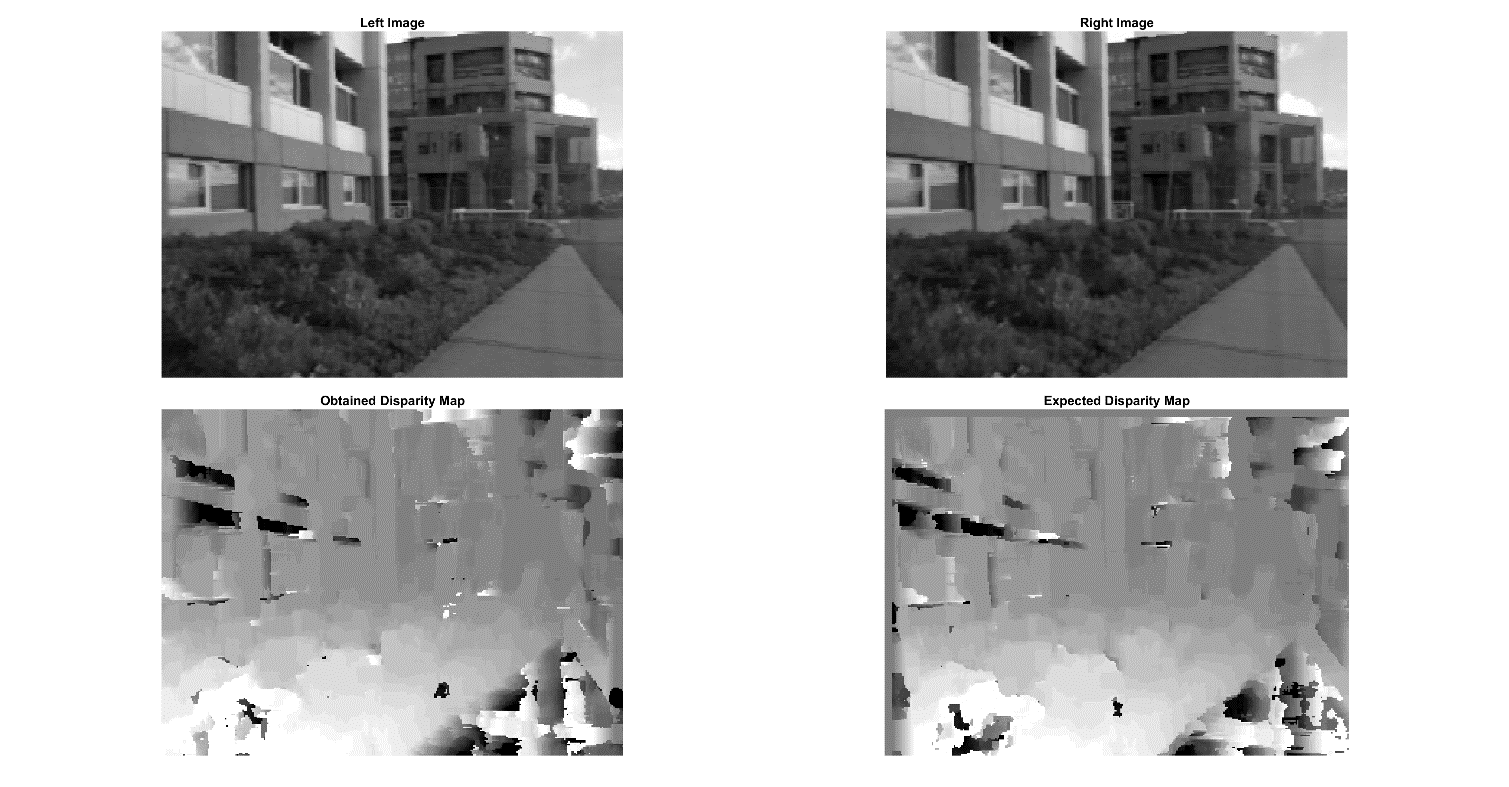 Left Image
Right Image
Obtained Disparity Map
Expected Disparity Map